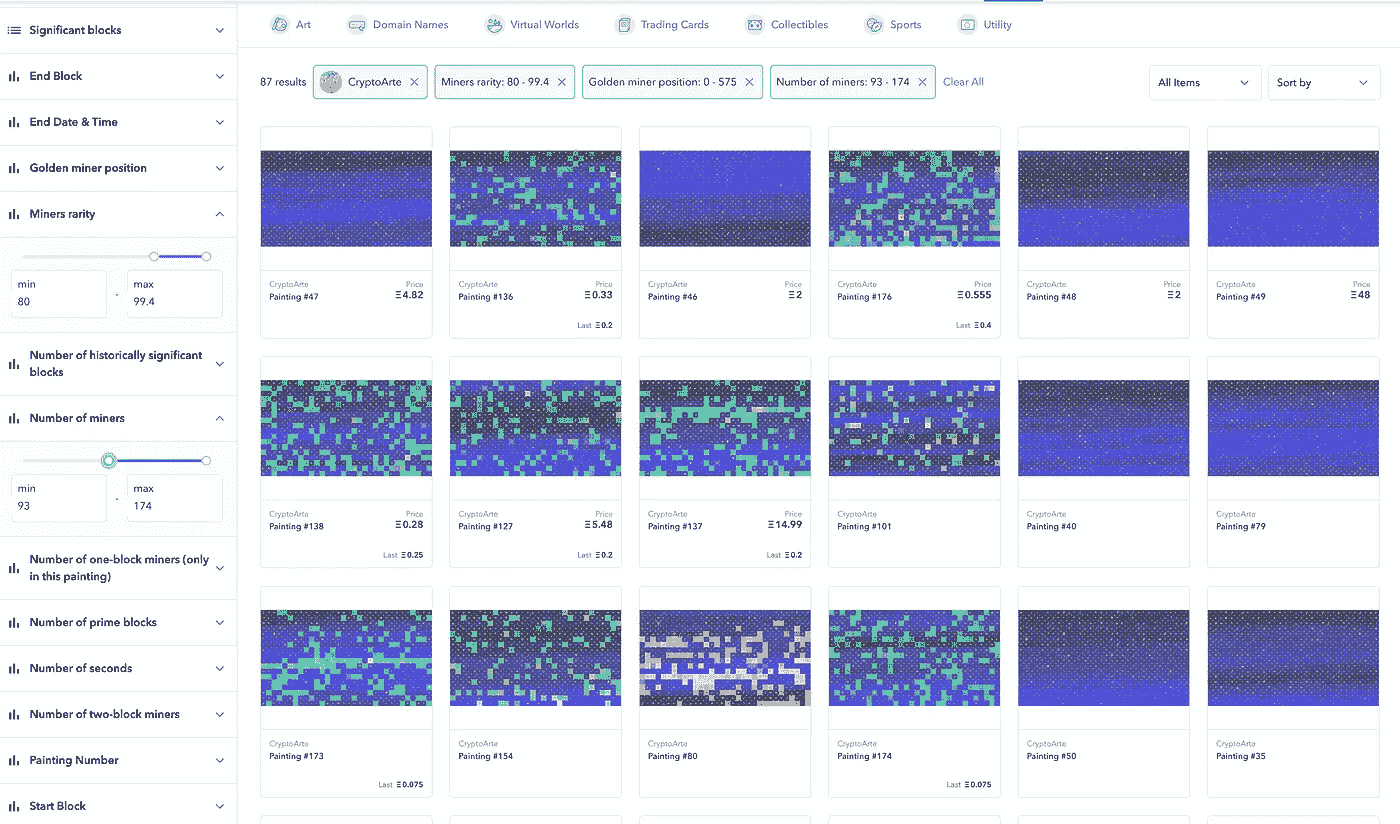 Art
Domain Names
Virtual Worlds
Trading Cards
Collectibles
Sports
Utility
Significant blocks
End Block
End Date & Time
Golden miner position
Miners rarity
min
80
-
max
99.4
Number of historically significant
blocks
Number of miners
min
93
-
max
174
Number of one-block miners (only
in this painting)
Number of prime blocks
Number of seconds
Number of two-block miners
Painting Number
Start Block
87 results
CryptoArte
Miners rarity: 80 - 99.4
Golden miner position: 0 - 575
Number of miners: 93 - 174
Clear All
All Items
Sort by
CryptoArte Price
Painting #47 Ξ4.82
CryptoArte Price
Painting #136 Ξ0.33
Last Ξ0.2
CryptoArte Price
Painting #46 Ξ2
CryptoArte Price
Painting #176 Ξ0.555
Last Ξ0.4
CryptoArte Price
Painting #48 Ξ2
CryptoArte Price
Painting #49 Ξ48
CryptoArte Price
Painting #138 Ξ0.28
Last Ξ0.25
CryptoArte Price
Painting #127 Ξ5.48
Last Ξ0.2
CryptoArte Price
Painting #137 Ξ14.99
Last Ξ0.2
CryptoArte
Painting #101
CryptoArte
Painting #40
CryptoArte
Painting #79
CryptoArte
Painting #173
Last Ξ0.075
CryptoArte
Painting #154
CryptoArte
Painting #80
CryptoArte
Painting #174
Last Ξ0.075
CryptoArte
Painting #50
CryptoArte
Painting #35